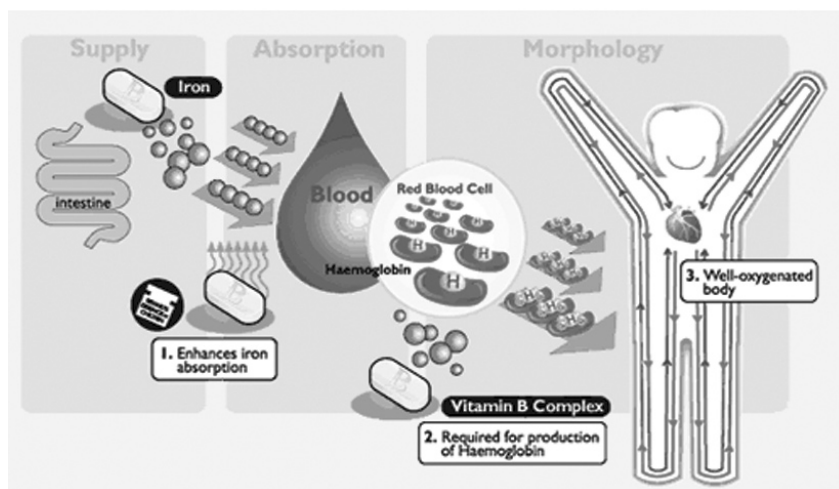 Supply
Absorption
Morphology
B
Iron
intestine
Blood
Red Blood Cell
H
H
H
H
H
Haemoglobin
B
1. Enhances iron
absorption
3. Well-oxygenated
body
B
Vitamin B Complex
2. Required for production
of Haemoglobin